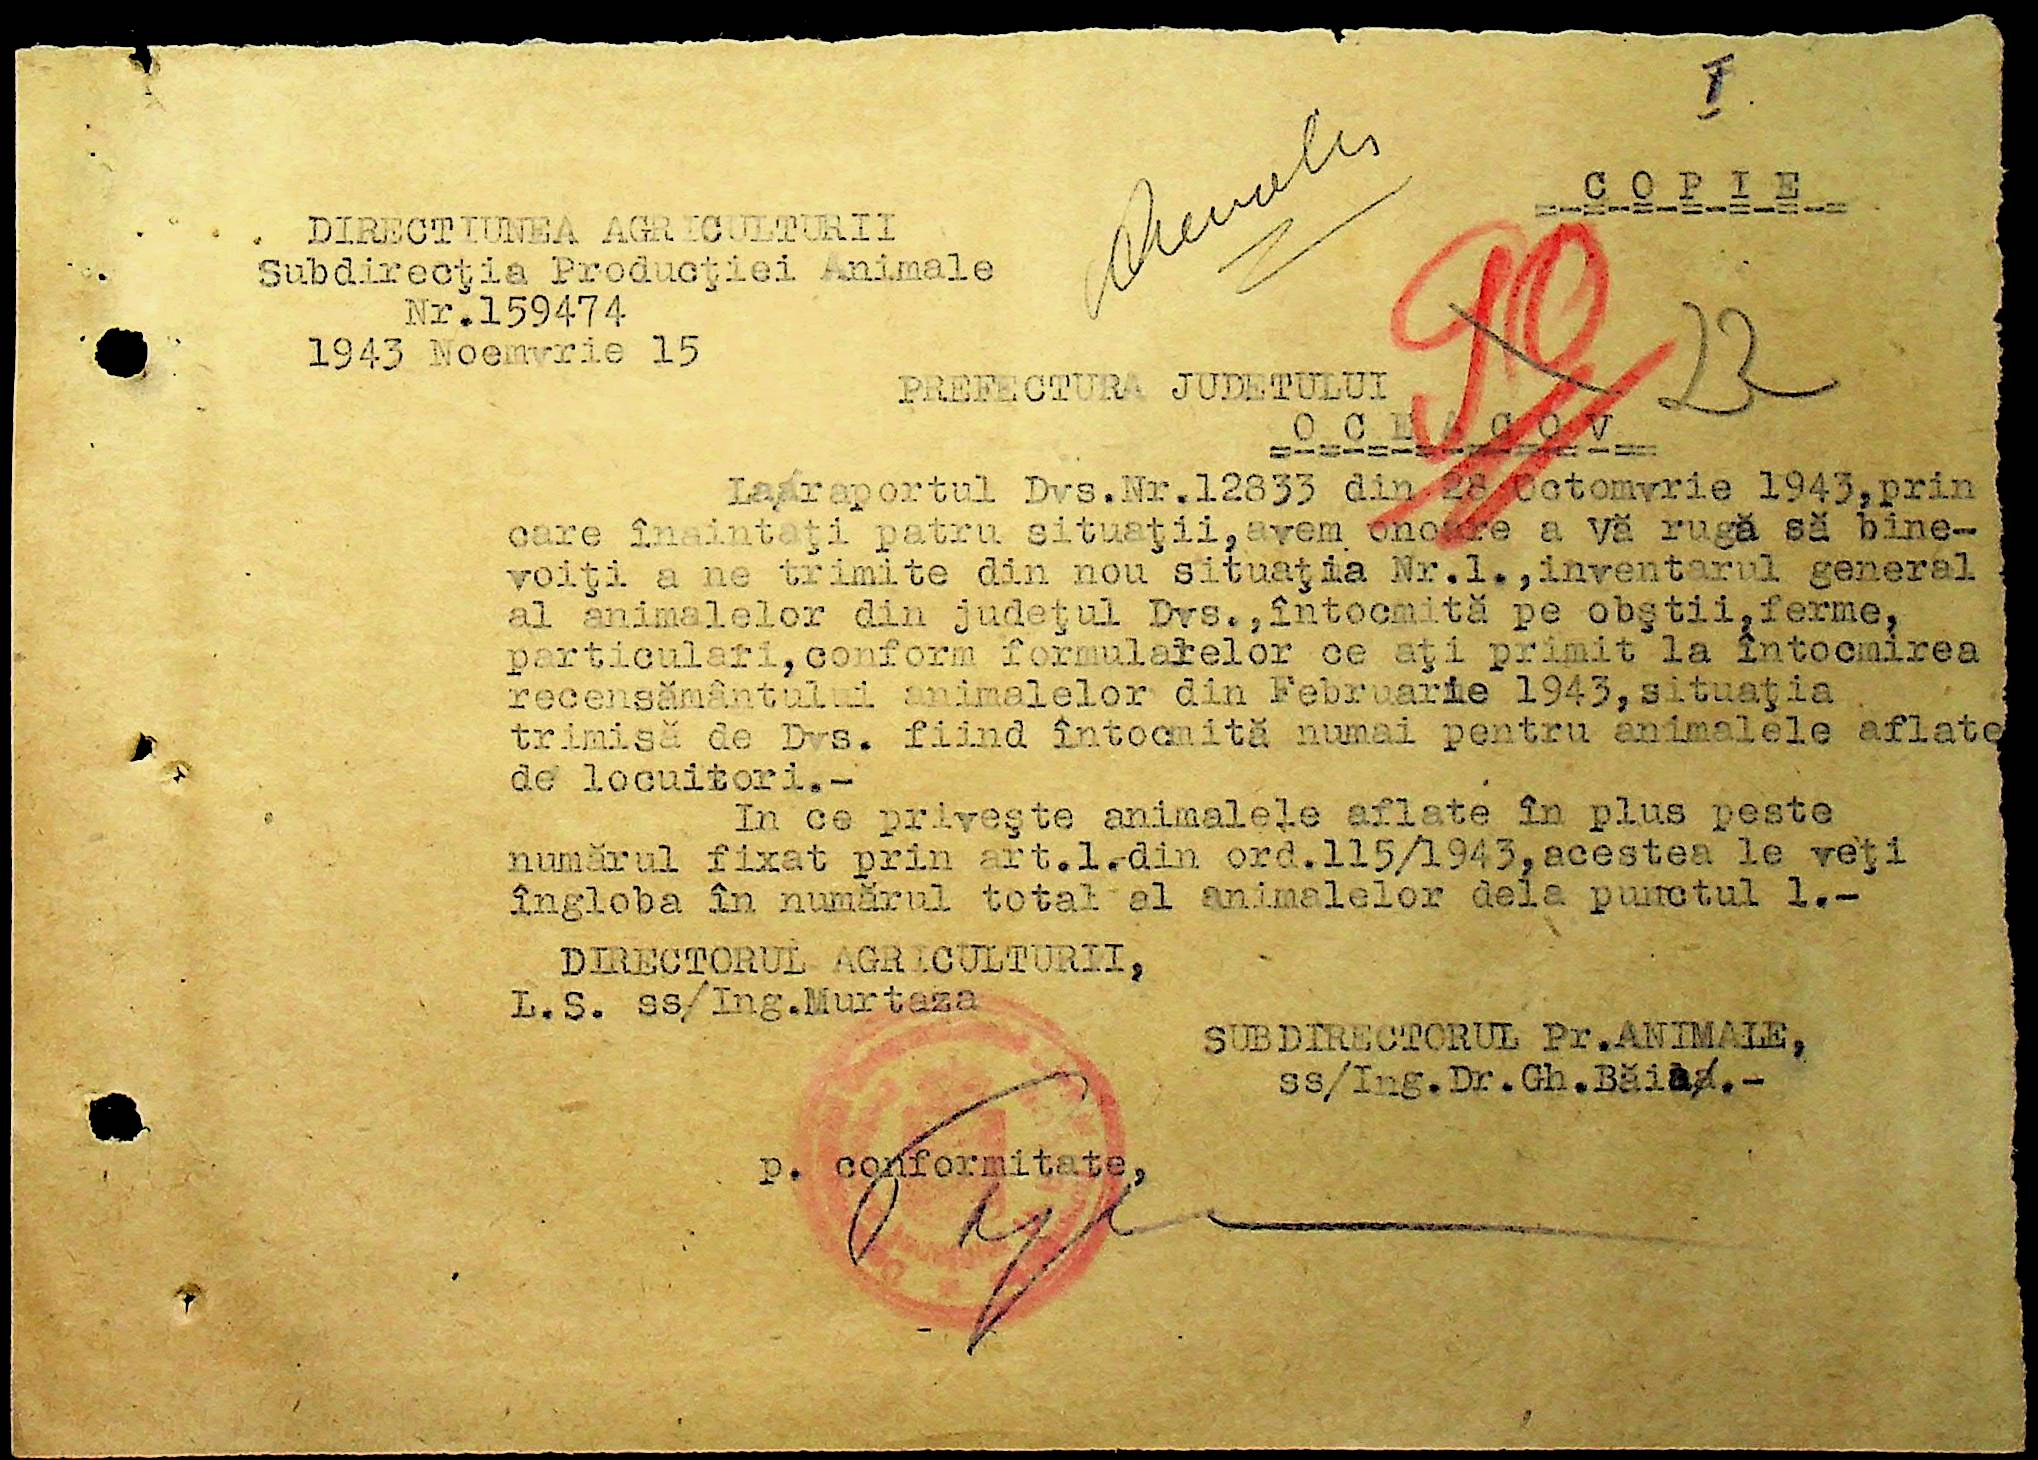 I
C O P I E
DIRECTIUNEA AGRICULTURII
Subdirecţia Producţiei Animale
Nr.159474
1943 Noemvrie 15
90
22
PREFECTURA JUDETULUI
O C E A C O V
La raportul Dvs.Nr.12833 din 28 Octomvrie 1943,prin
care înaintaţi patru situaţii,avem onoare a Vă rugă să bine-
voiţi a ne trimite din nou situaţia Nr.1.,inventarul general
al animalelor din judeţul Dvs.,întocmită pe obştii,ferme,
particulari,conform formularelor ce aţi primit la întocmirea
recensământului animalelor din Februarie 1943,situaţia
trimisă de Dvs. fiind întocmită numai pentru animalele aflate
de locuitori.-
In ce priveşte animalele aflate în plus peste
numărul fixat prin art.1.-din ord.115/1943,acestea le veţi
îngloba în numărul total al animalelor dela punctul 1.-
DIRECTORUL AGRICULTURII,
L.S. ss/Ing.Murtaza
SUBDIRECTORUL Pr.ANIMALE,
ss/Ing.Dr.Gh.Băia.-
p. conformitate,